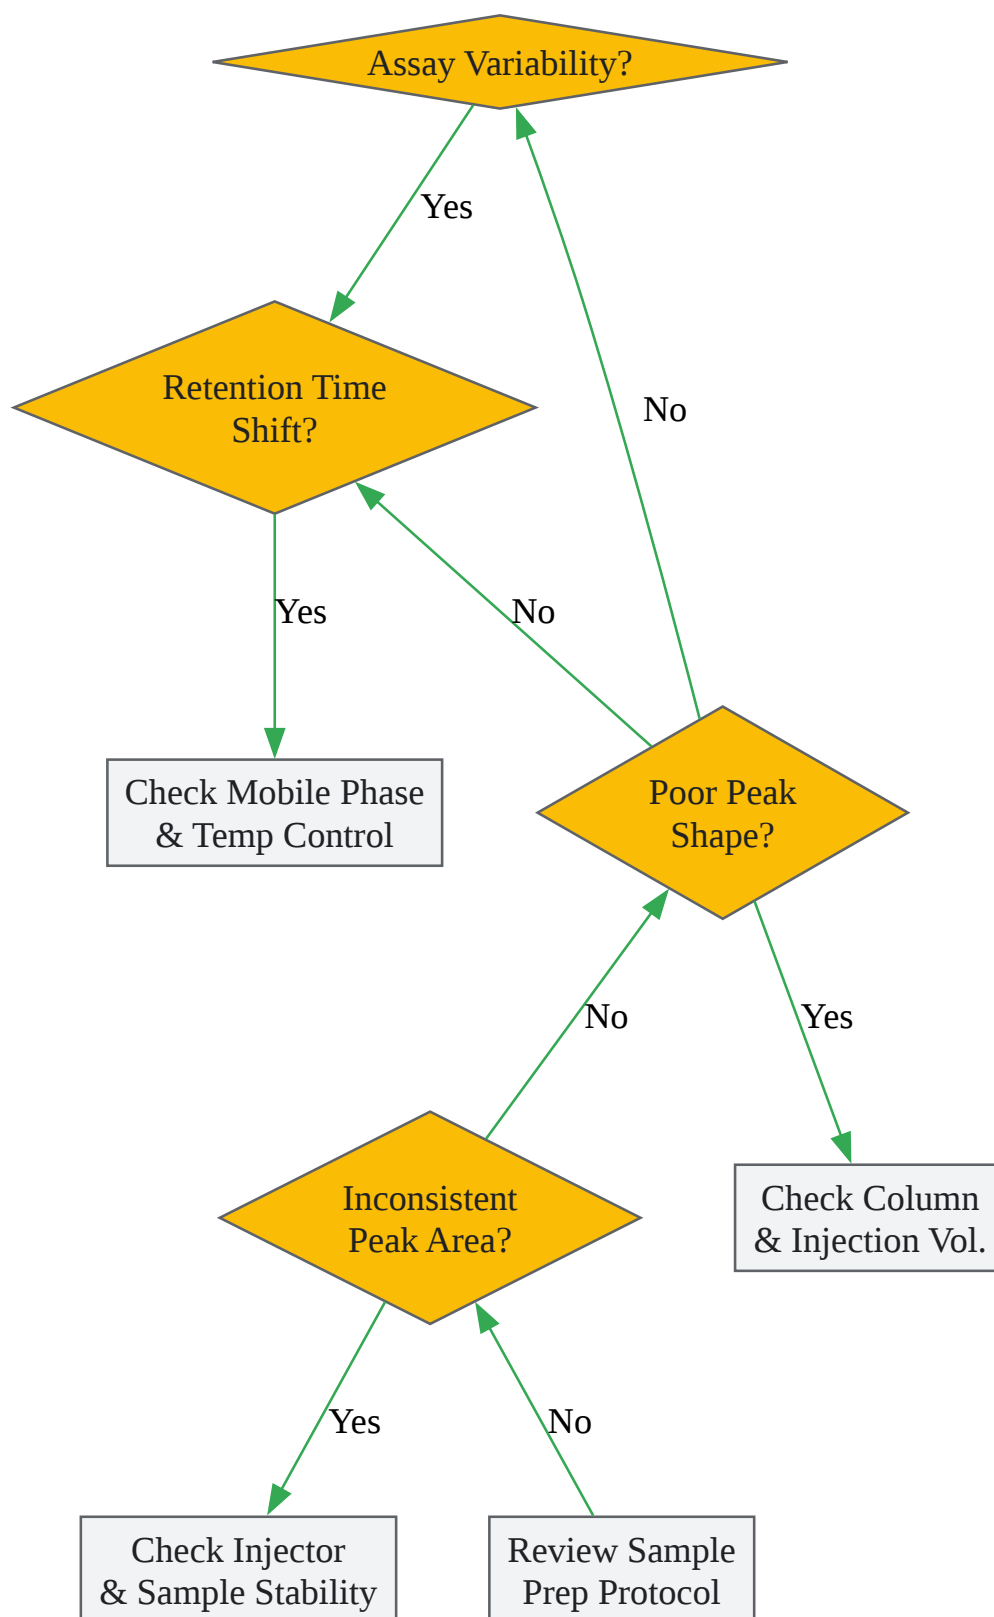 Assay Variability?
Yes
Retention Time
Shift?
No
Yes
No
Check Mobile Phase
& Temp Control
Poor Peak
Shape?
No
Yes
Inconsistent
Peak Area?
Check Column
& Injection Vol.
Yes
No
Check Injector
& Sample Stability
Review Sample
Prep Protocol